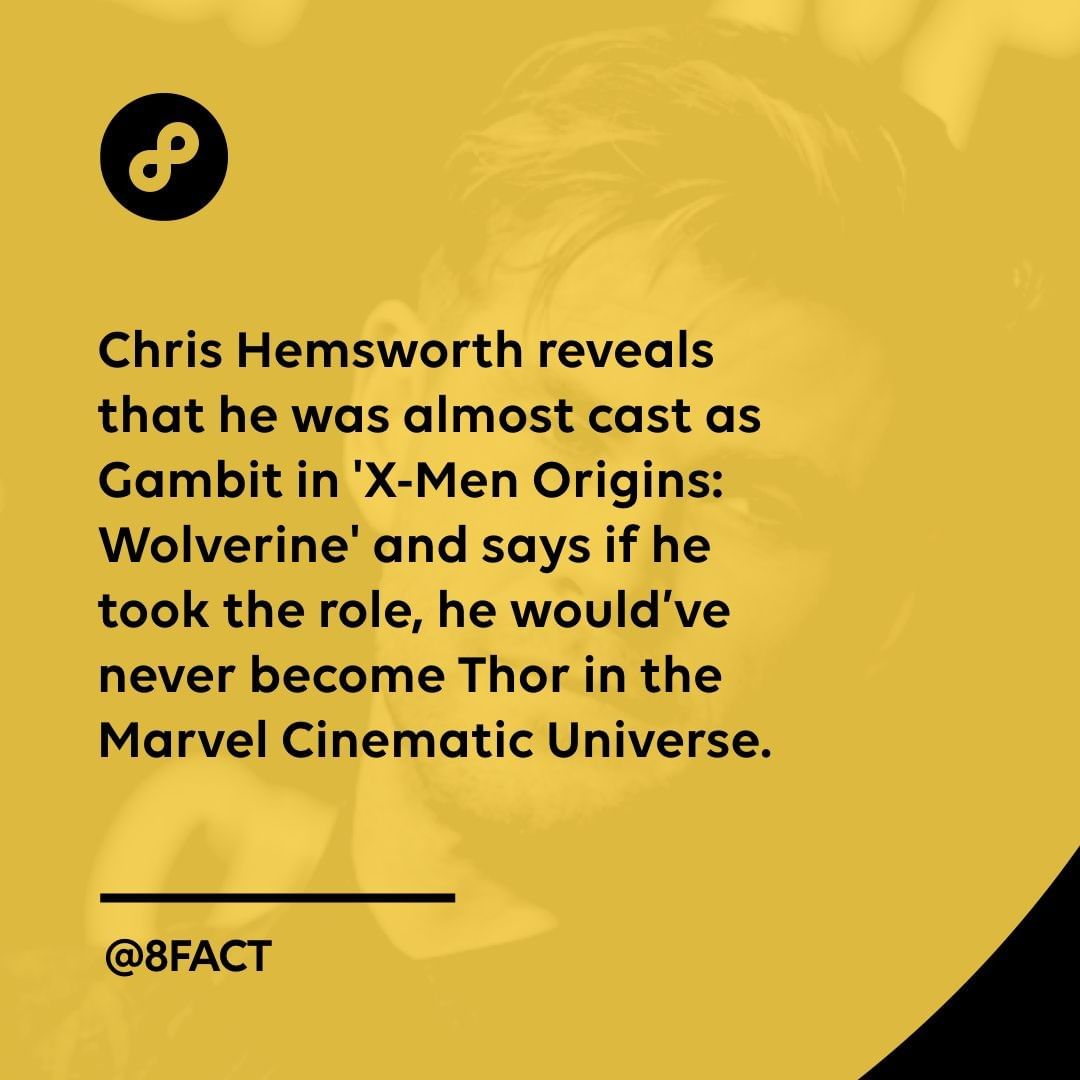 Chris Hemsworth reveals
that he was almost cast as
Gambit in 'X-Men Origins:
Wolverine' and says if he
took the role, he would’ve
never become Thor in the
Marvel Cinematic Universe.
@8FACT